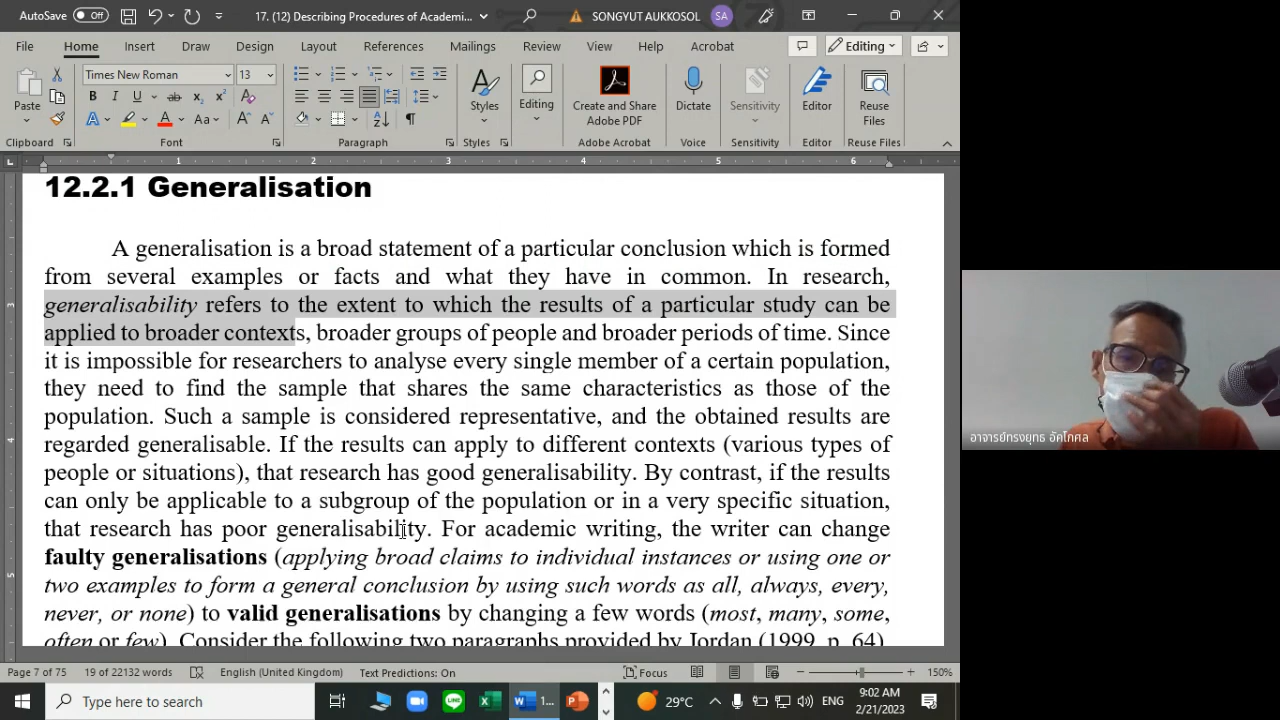 AutoSave Off 17. (12) Describing Procedures of Academi... SONGYUT AUKKOSOL SA
File Home Insert Draw Design Layout References Mailings Review View Help Acrobat Editing
Times New Roman 13
Paste Styles Editing Create and Share Adobe PDF Dictate Sensitivity Editor Reuse Files
Clipboard Font Paragraph Styles Adobe Acrobat Voice Sensitivity Editor Reuse Files
1 2 3 4 5 6
12.2.1 Generalisation
A generalisation is a broad statement of a particular conclusion which is formed
from several examples or facts and what they have in common. In research,
generalisability refers to the extent to which the results of a particular study can be
applied to broader contexts, broader groups of people and broader periods of time. Since
it is impossible for researchers to analyse every single member of a certain population,
they need to find the sample that shares the same characteristics as those of the
population. Such a sample is considered representative, and the obtained results are
regarded generalisable. If the results can apply to different contexts (various types of
people or situations), that research has good generalisability. By contrast, if the results
can only be applicable to a subgroup of the population or in a very specific situation,
that research has poor generalisability. For academic writing, the writer can change
faulty generalisations (applying broad claims to individual instances or using one or
two examples to form a general conclusion by using such words as all, always, every,
never, or none) to valid generalisations by changing a few words (most, many, some,
often or few). Consider the following two paragraphs provided by Jordan (1999, p. 64).
อาจารย์ทรงยุทธ อัคโกศล
Page 7 of 75 19 of 22132 words English (United Kingdom) Text Predictions: On Focus 150%
Type here to search 29°C ENG 9:02 AM
2/21/2023